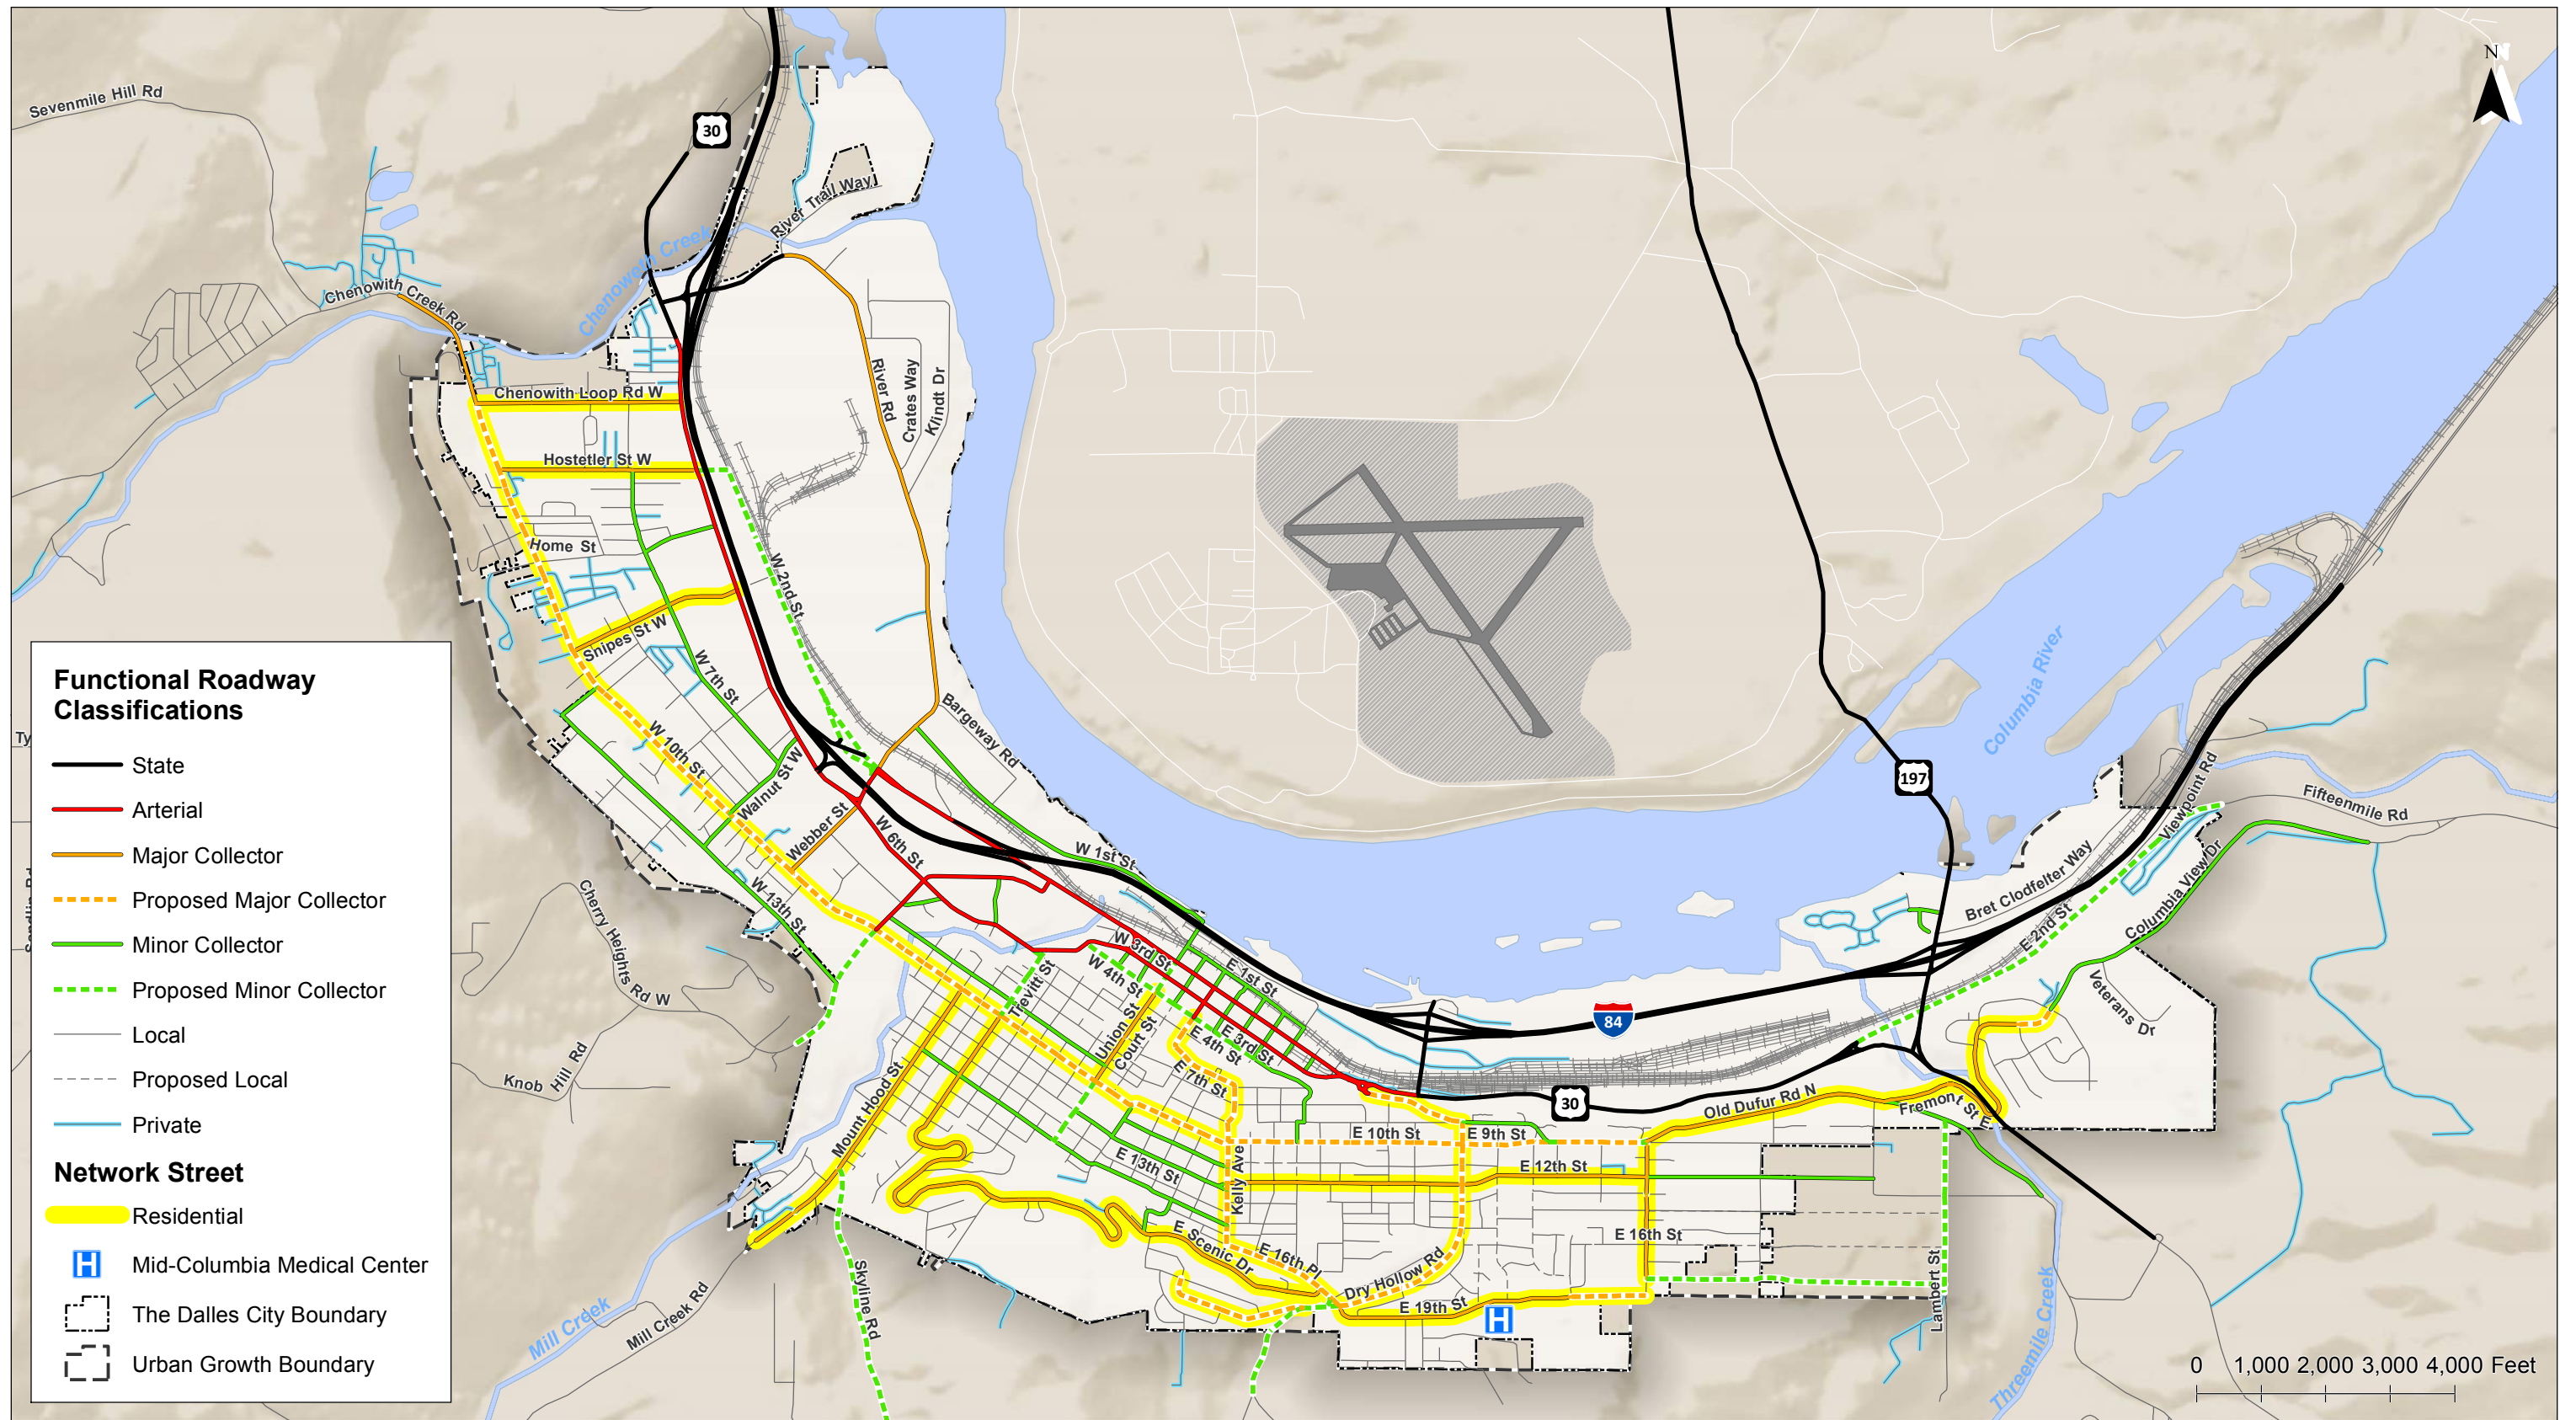 N
Sevenmile Hill Rd
30
River Trail Way
Chenoweth Creek
Chenowith Creek Rd
Chenowith Loop Rd W
River Rd
Crates Way
Klindt Dr
Hostetler St W
Home St
W 2nd St
Snipes St W
W 7th St
Bargeway Rd
W 10th St
Walnut St W
Webber St
W 6th St
W 1st St
W 13th St
Cherry Heights Rd W
Knob Hill Rd
W 3rd St
W 4th St
E 1st St
Trevitt St
Union St
Court St
E 3rd St
E 4th St
E 7th St
Mount Hood St
E 13th St
Kelly Ave
E 10th St
E 9th St
E 12th St
E 16th St
E Scenic Dr
E 16th Pl
Dry Hollow Rd
E 19th St
H
Skyline Rd
Mill Creek
Mill Creek Rd
84
30
197
Columbia River
Bret Clodfelter Way
Viewpoint Rd
Fifteenmile Rd
Columbia View Dr
E 2nd St
Veterans Dr
Old Dufur Rd N
Fremont St E
Lambert St
Threemile Creek
Ty
Functional Roadway
Classifications
State
Arterial
Major Collector
Proposed Major Collector
Minor Collector
Proposed Minor Collector
Local
Proposed Local
Private
Network Street
Residential
H Mid-Columbia Medical Center
The Dalles City Boundary
Urban Growth Boundary
0 1,000 2,000 3,000 4,000 Feet